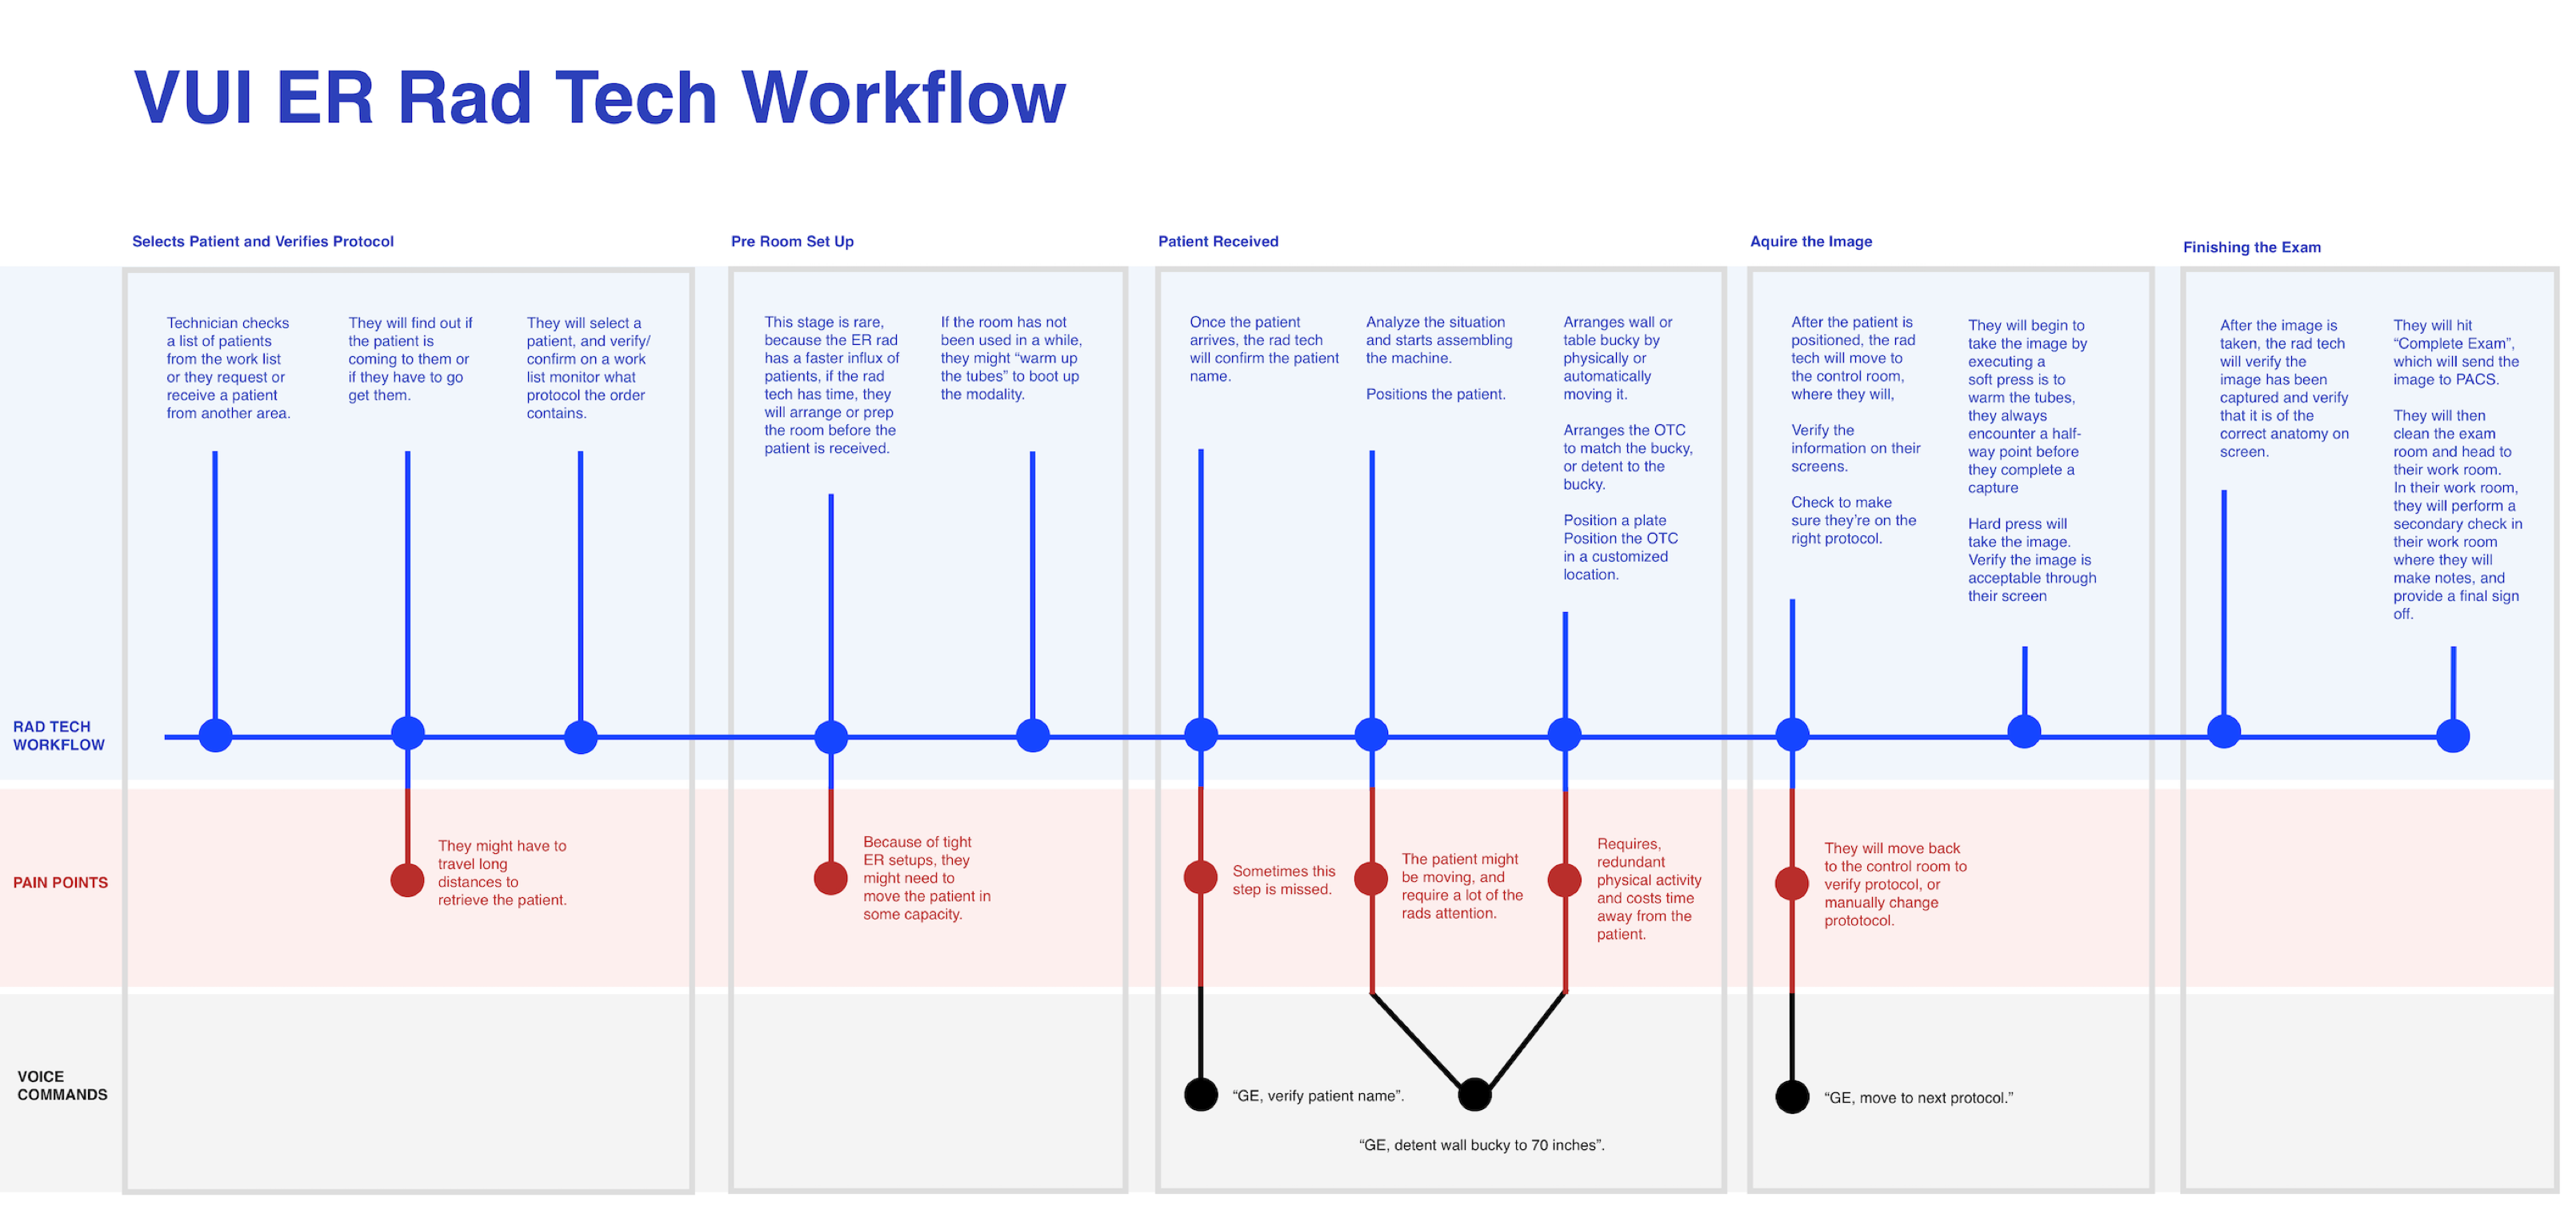 VUI ER Rad Tech Workflow
Selects Patient and Verifies Protocol
Technician checks
a list of patients
from the work list
or they request or
receive a patient
from another area.
They will find out if
the patient is
coming to them or
if they have to go
get them.
They will select a
patient, and verify/
confirm on a work
list monitor what
protocol the order
contains.
Pre Room Set Up
This stage is rare,
because the ER rad
has a faster influx of
patients, if the rad
tech has time, they
will arrange or prep
the room before the
patient is received.
If the room has not
been used in a while,
they might “warm up
the tubes” to boot up
the modality.
Patient Received
Once the patient
arrives, the rad tech
will confirm the patient
name.
Analyze the situation
and starts assembling
the machine.
Positions the patient.
Arranges wall or
table bucky by
physically or
automatically
moving it.
Arranges the OTC
to match the bucky,
or detent to the
bucky.
Position a plate
Position the OTC
in a customized
location.
Aquire the Image
After the patient is
positioned, the rad
tech will move to
the control room,
where they will,
Verify the
information on their
screens.
Check to make
sure they’re on the
right protocol.
They will begin to
take the image by
executing a
soft press is to
warm the tubes,
they always
encounter a half-
way point before
they complete a
capture
Hard press will
take the image.
Verify the image is
acceptable through
their screen
Finishing the Exam
After the image is
taken, the rad tech
will verify the
image has been
captured and verify
that it is of the
correct anatomy on
screen.
They will hit
“Complete Exam”,
which will send the
image to PACS.
They will then
clean the exam
room and head to
their work room.
In their work room,
they will perform a
secondary check in
their work room
where they will
make notes, and
provide a final sign
off.
RAD TECH
WORKFLOW
PAIN POINTS
They might have to
travel long
distances to
retrieve the patient.
Because of tight
ER setups, they
might need to
move the patient in
some capacity.
Sometimes this
step is missed.
The patient might
be moving, and
require a lot of the
rads attention.
Requires,
redundant
physical activity
and costs time
away from the
patient.
They will move back
to the control room to
verify protocol, or
manually change
prototocol.
VOICE
COMMANDS
“GE, verify patient name”.
“GE, detent wall bucky to 70 inches”.
“GE, move to next protocol.”